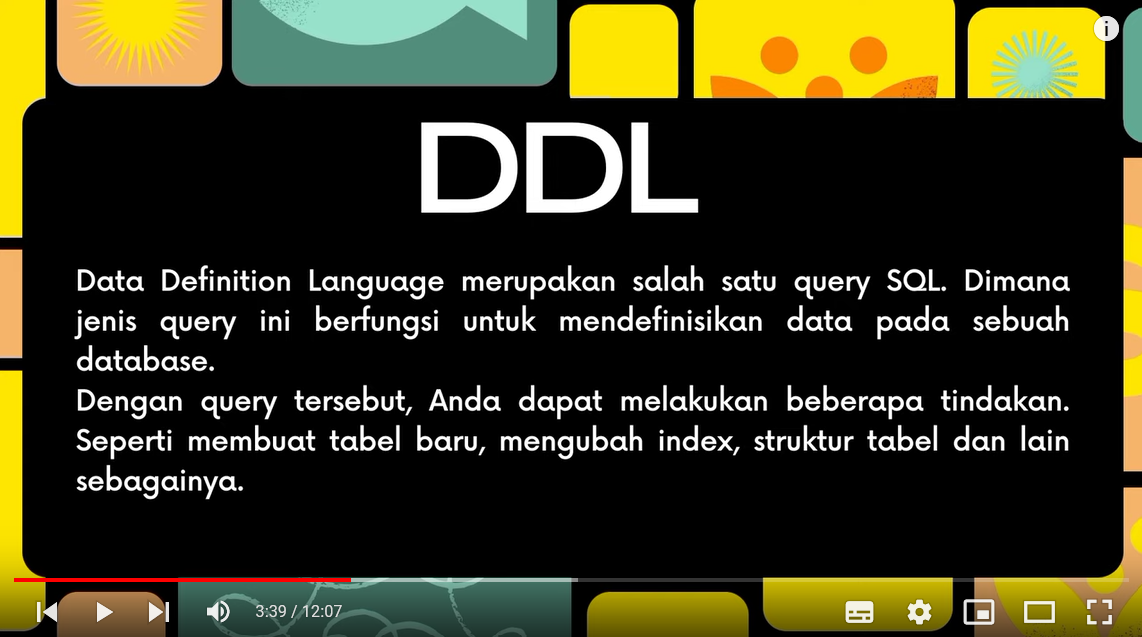 DDL
Data Definition Language merupakan salah satu query SQL. Dimana
jenis query ini berfungsi untuk mendefinisikan data pada sebuah
database.
Dengan query tersebut, Anda dapat melakukan beberapa tindakan.
Seperti membuat tabel baru, mengubah index, struktur tabel dan lain
sebagainya.
3:39 / 12:07